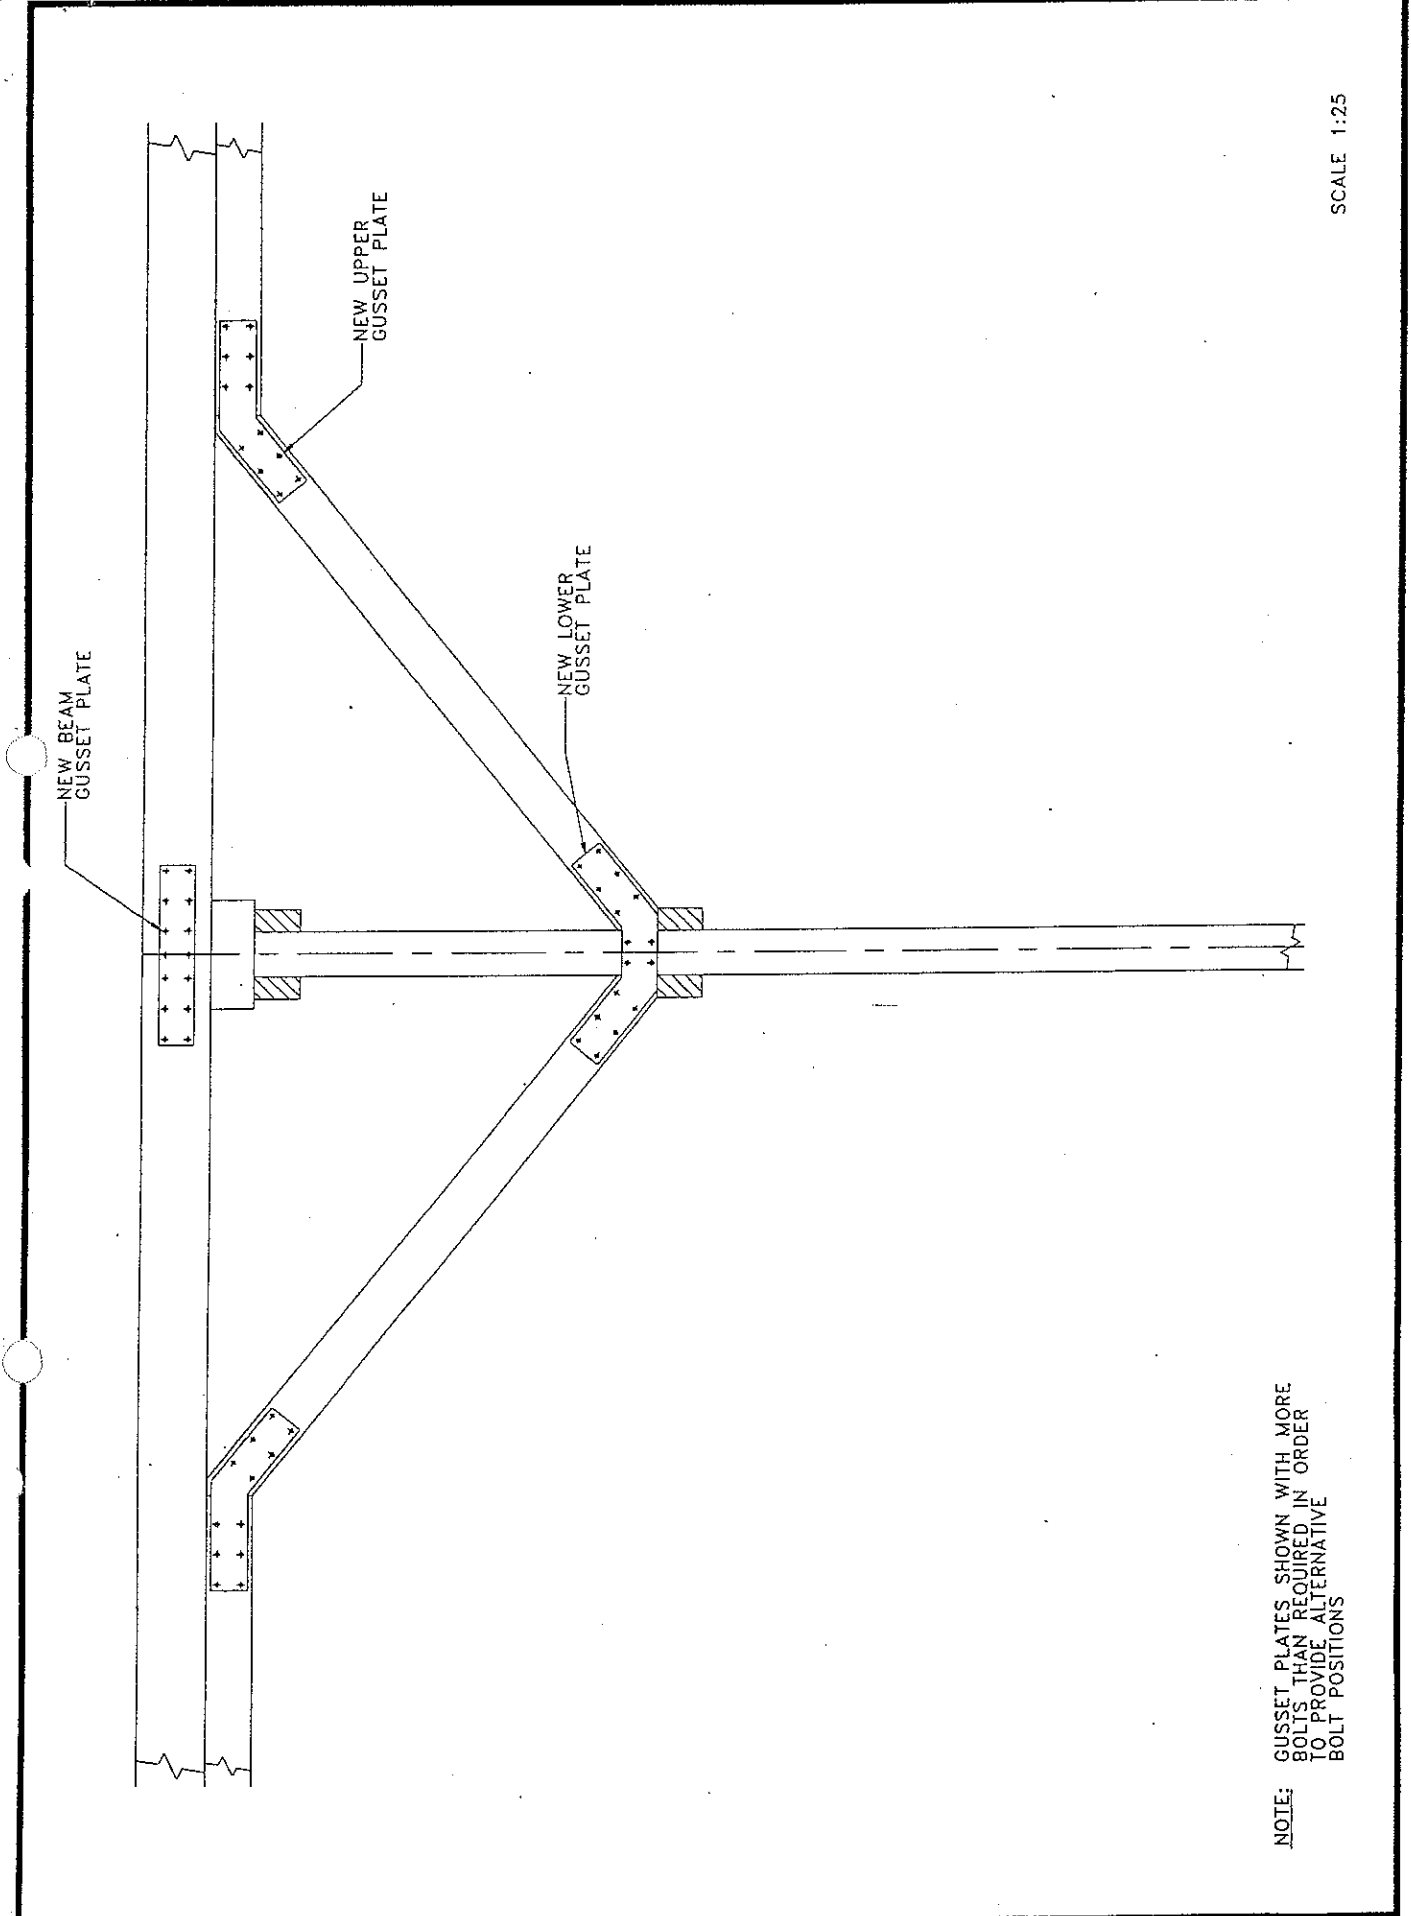 NEW BEAM
GUSSET PLATE
NEW UPPER
GUSSET PLATE
NEW LOWER
GUSSET PLATE
NOTE: GUSSET PLATES SHOWN WITH MORE
BOLTS THAN REQUIRED IN ORDER
TO PROVIDE ALTERNATIVE
BOLT POSITIONS
SCALE 1:25